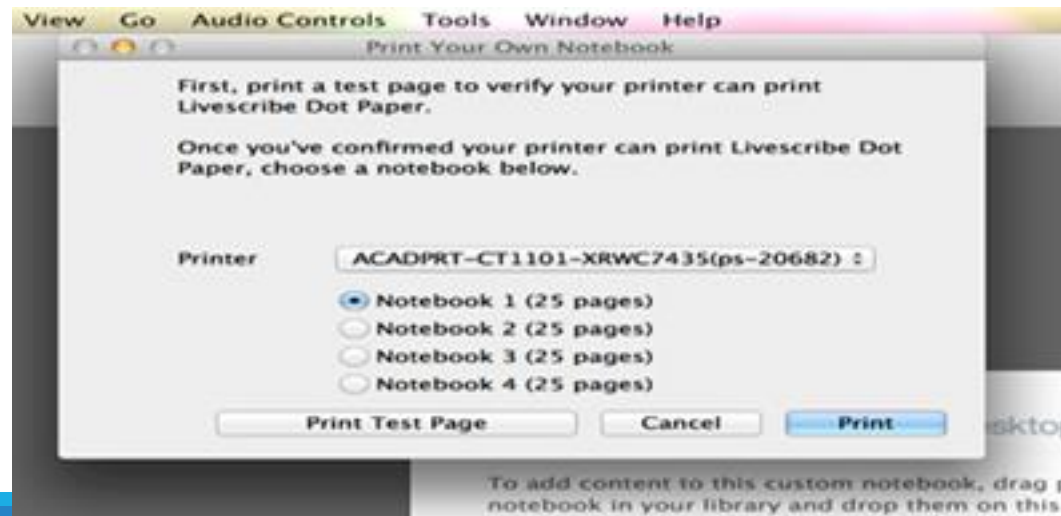 View Go Audio Controls Tools Window Help
Print Your Own Notebook
First, print a test page to verify your printer can print
Livescribe Dot Paper.
Once you've confirmed your printer can print Livescribe Dot
Paper, choose a notebook below.
Printer ACADPRT-CT1101-XRWC7435(ps-20682)
Notebook 1 (25 pages)
Notebook 2 (25 pages)
Notebook 3 (25 pages)
Notebook 4 (25 pages)
Print Test Page Cancel Print
To add content to this custom notebook, drag
notebook in your library and drop them on this